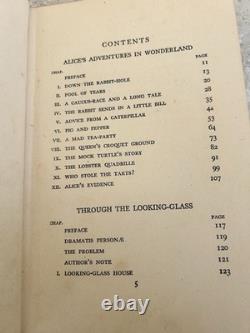 CONTENTS
ALICE'S ADVENTURES IN WONDERLAND
CHAP. PAGE
PREFACE 11
I. DOWN THE RABBIT-HOLE 13
II. POOL OF TEARS 20
III. A CAUCUS-RACE AND A LONG TALE 28
IV. THE RABBIT SENDS IN A LITTLE BILL 35
V. ADVICE FROM A CATERPILLAR 44
VI. PIG AND PEPPER 53
VII. A MAD TEA-PARTY 64
VIII. THE QUEEN'S CROQUET GROUND 73
IX. THE MOCK TURTLE'S STORY 82
X. THE LOBSTER QUADRILLE 91
XI. WHO STOLE THE TARTS? 99
XII. ALICE'S EVIDENCE 107
THROUGH THE LOOKING-GLASS
CHAP. PAGE
PREFACE 117
DRAMATIS PERSONÆ 119
THE PROBLEM 120
AUTHOR'S NOTE 121
I. LOOKING-GLASS HOUSE 123
5